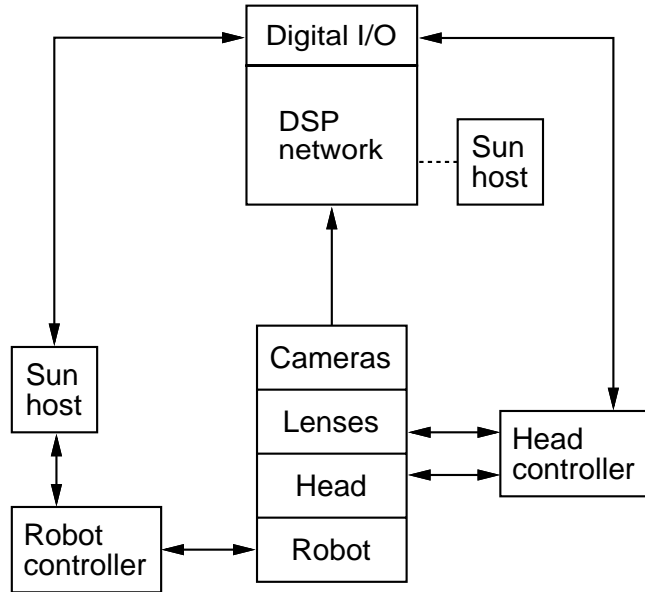 Digital I/O
DSP
network
Sun
host
Cameras
Sun
host
Lenses
Head
controller
Head
Robot
controller
Robot